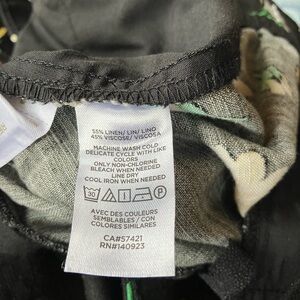 55% LINEN/ LIN/ LINO
45% VISCOSE/ VISCOSA
MACHINE WASH COLD
DELICATE CYCLE WITH LIKE
COLORS
ONLY NON-CHLORINE
BLEACH WHEN NEEDED
LINE DRY
COOL IRON WHEN NEEDED
30 P
AVEC DES COULEURS
SEMBLABLES / CON
COLORES SIMILARES
CA#57421
RN#140923